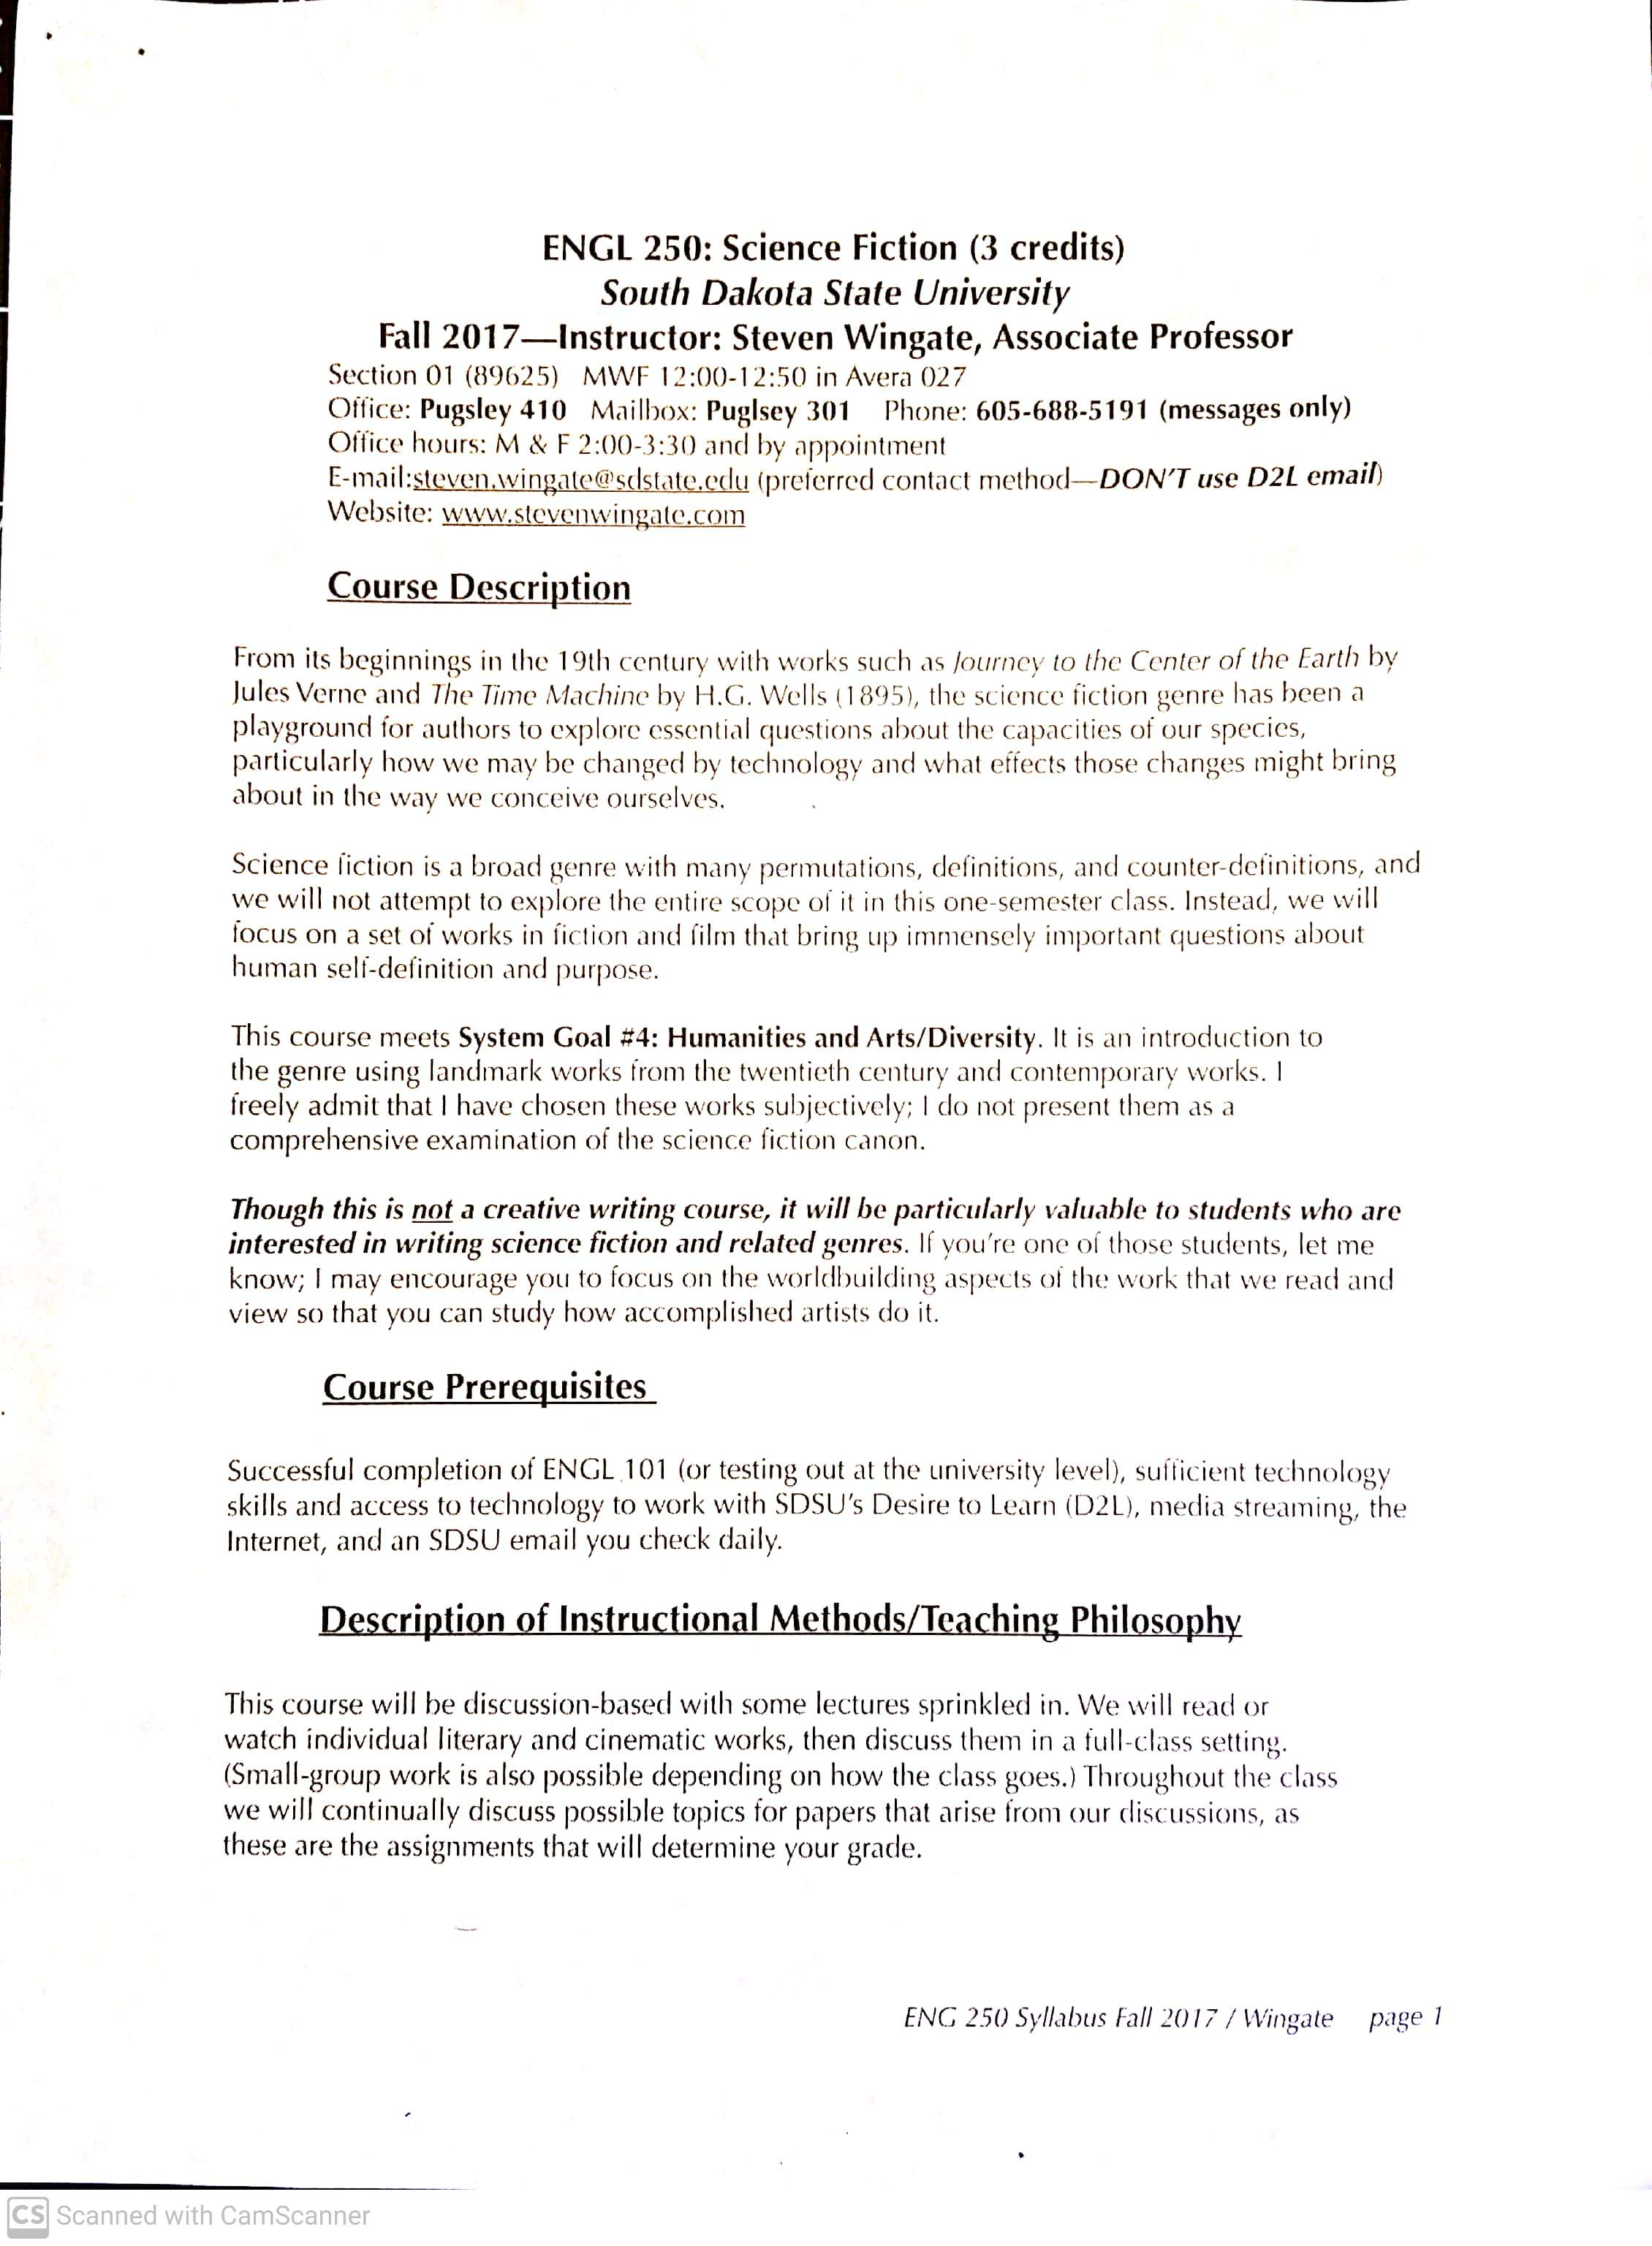 ENGL 250: Science Fiction (3 credits)
South Dakota State University
Fall 2017—Instructor: Steven Wingate, Associate Professor
Section 01 (89625) MWF 12:00-12:50 in Avera 027
Office: Pugsley 410 Mailbox: Puglsey 301 Phone: 605-688-5191 (messages only)
Office hours: M & F 2:00-3:30 and by appointment
E-mail:steven.wingate@sdstate.edu (preferred contact method—DON'T use D2L email)
Website: www.stevenwingate.com
Course Description
From its beginnings in the 19th century with works such as Journey to the Center of the Earth by
Jules Verne and The Time Machine by H.G. Wells (1895), the science fiction genre has been a
playground for authors to explore essential questions about the capacities of our species,
particularly how we may be changed by technology and what effects those changes might bring
about in the way we conceive ourselves.
Science fiction is a broad genre with many permutations, definitions, and counter-definitions, and
we will not attempt to explore the entire scope of it in this one-semester class. Instead, we will
focus on a set of works in fiction and film that bring up immensely important questions about
human self-definition and purpose.
This course meets System Goal #4: Humanities and Arts/Diversity. It is an introduction to
the genre using landmark works from the twentieth century and contemporary works. I
freely admit that I have chosen these works subjectively; I do not present them as a
comprehensive examination of the science fiction canon.
Though this is not a creative writing course, it will be particularly valuable to students who are
interested in writing science fiction and related genres. If you're one of those students, let me
know; I may encourage you to focus on the worldbuilding aspects of the work that we read and
view so that you can study how accomplished artists do it.
Course Prerequisites
Successful completion of ENGL 101 (or testing out at the university level), sufficient technology
skills and access to technology to work with SDSU's Desire to Learn (D2L), media streaming, the
Internet, and an SDSU email you check daily.
Description of Instructional Methods/Teaching Philosophy
This course will be discussion-based with some lectures sprinkled in. We will read or
watch individual literary and cinematic works, then discuss them in a full-class setting.
(Small-group work is also possible depending on how the class goes.) Throughout the class
we will continually discuss possible topics for papers that arise from our discussions, as
these are the assignments that will determine your grade.
ENG 250 Syllabus Fall 2017 / Wingate page 1
CS Scanned with CamScanner